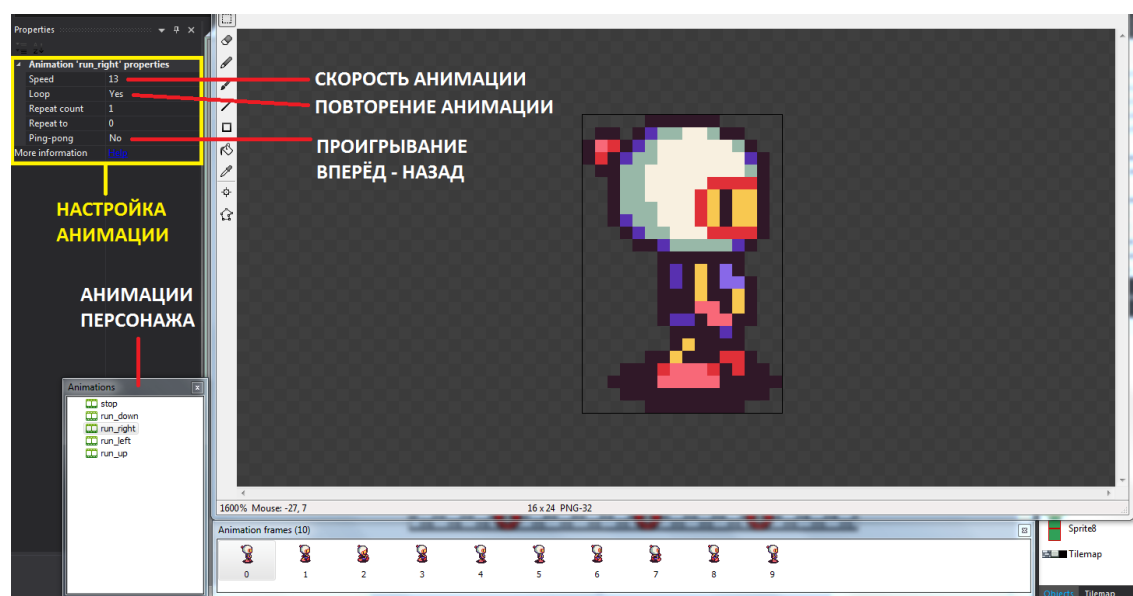 Properties
Animation 'run_right' properties
Speed 13
Loop Yes
Repeat count 1
Repeat to 0
Ping-pong No
More information Help
СКОРОСТЬ АНИМАЦИИ
ПОВТОРЕНИЕ АНИМАЦИИ
ПРОИГРЫВАНИЕ
ВПЕРЁД - НАЗАД
НАСТРОЙКА
АНИМАЦИИ
АНИМАЦИИ
ПЕРСОНАЖА
Animations
stop
run_down
run_right
run_left
run_up
1600% Mouse: -27, 7
16 x 24 PNG-32
Animation frames (10)
0 1 2 3 4 5 6 7 8 9
Sprite8
Tilemap
Objects Tilemap